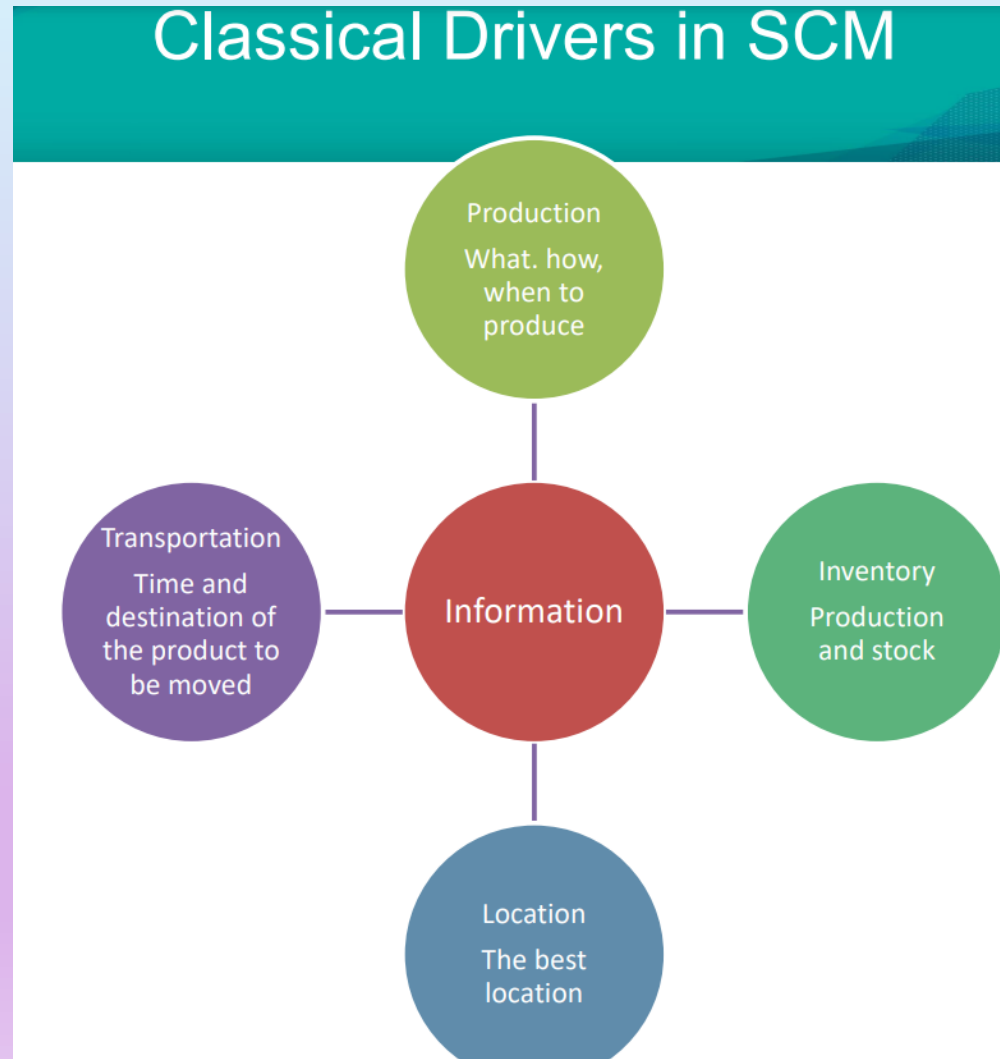 Classical Drivers in SCM
Production
What. how,
when to
produce
Transportation
Time and
destination of
the product to
be moved
Information
Inventory
Production
and stock
Location
The best
location